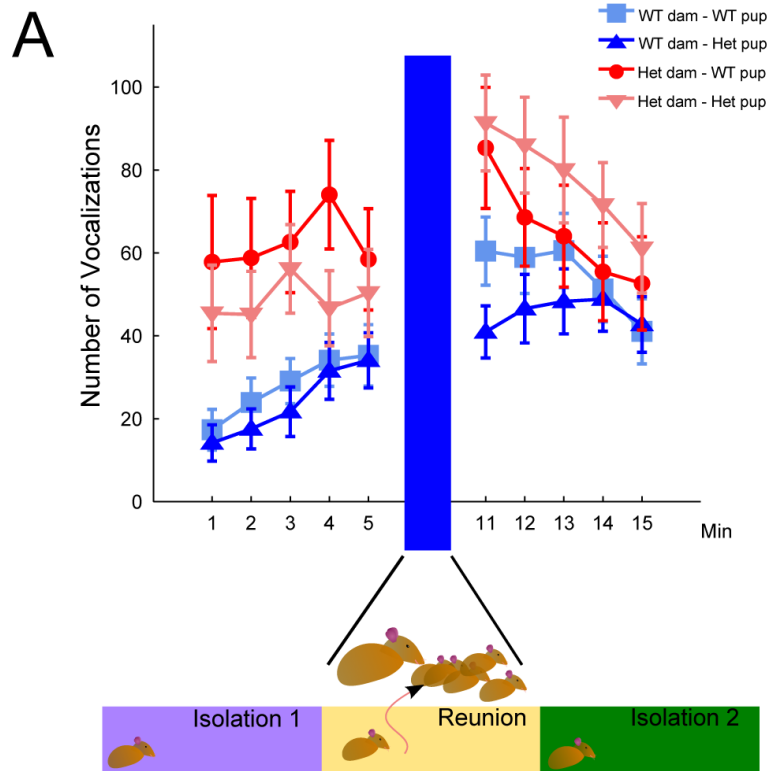 A
WT dam - WT pup
WT dam - Het pup
Het dam - WT pup
Het dam - Het pup
Number of Vocalizations
100
80
60
40
20
0
1 2 3 4 5 11 12 13 14 15 Min
Isolation 1 Reunion Isolation 2